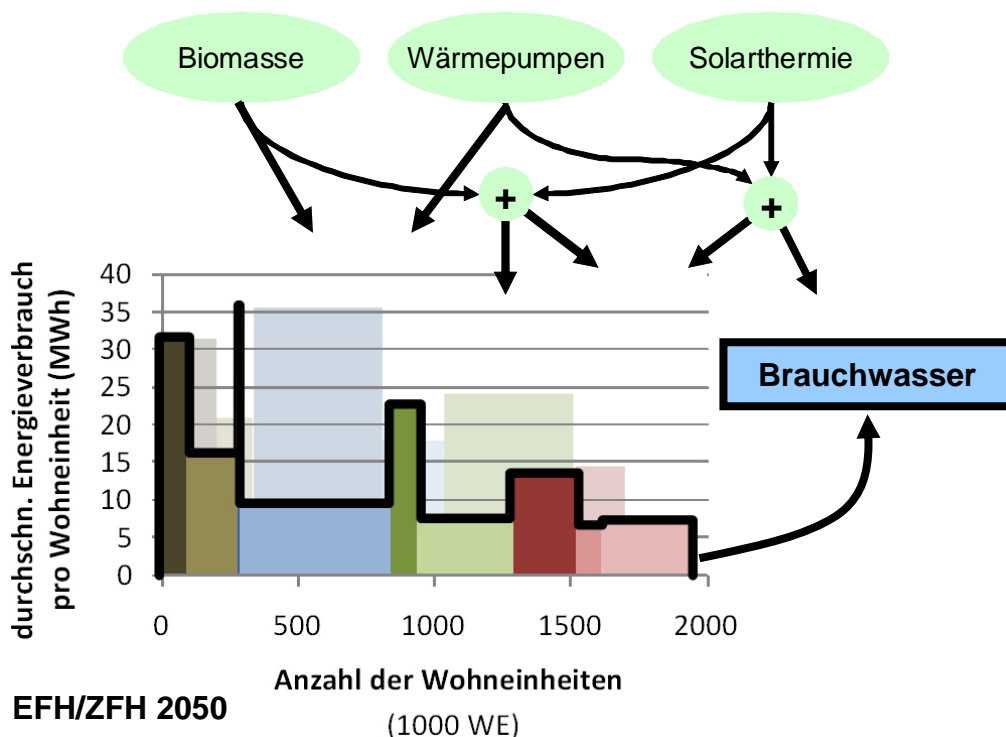 Biomasse
Wärmepumpen
Solarthermie
+
+
durchschn. Energieverbrauch
pro Wohneinheit (MWh)
40
35
30
25
20
15
10
5
0
Brauchwasser
0 500 1000 1500 2000
Anzahl der Wohneinheiten
(1000 WE)
EFH/ZFH 2050